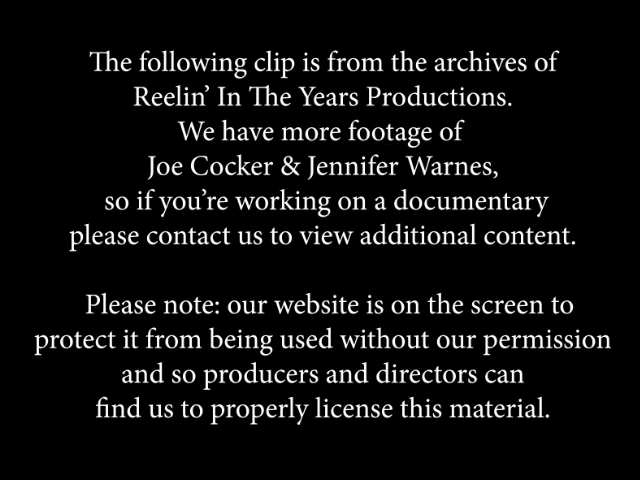 The following clip is from the archives of
Reelin’ In The Years Productions.
We have more footage of
Joe Cocker & Jennifer Warnes,
so if you’re working on a documentary
please contact us to view additional content.
Please note: our website is on the screen to
protect it from being used without our permission
and so producers and directors can
find us to properly license this material.